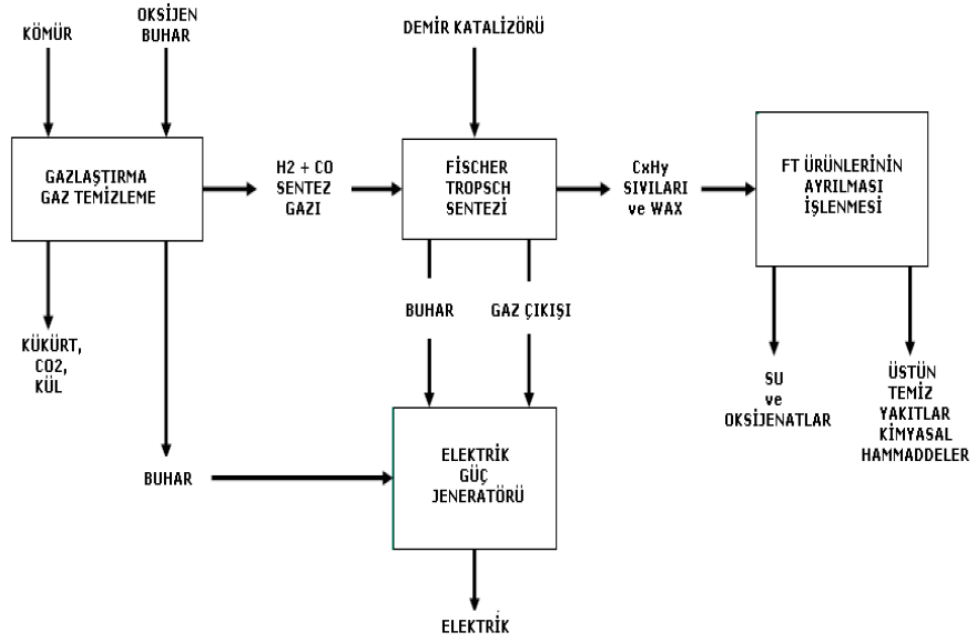 KÖMÜR
OKSİJEN
BUHAR
DEMİR KATALİZÖRÜ
GAZLAŞTIRMA
GAZ TEMİZLEME
H2 + CO
SENTEZ
GAZI
FİSCHER
TROPSCH
SENTEZİ
CxHy
SIVILARI
ve WAX
FT ÜRÜNLERİNİN
AYRILMASI
İŞLENMESİ
KÜKÜRT,
CO2,
KÜL
BUHAR
GAZ ÇIKIŞI
SU
ve
OKSİJENATLAR
ÜSTÜN
TEMİZ
YAKITLAR
KİMYASAL
HAMMADDELER
BUHAR
ELEKTRİK
GÜÇ
JENERATÖRÜ
ELEKTRİK